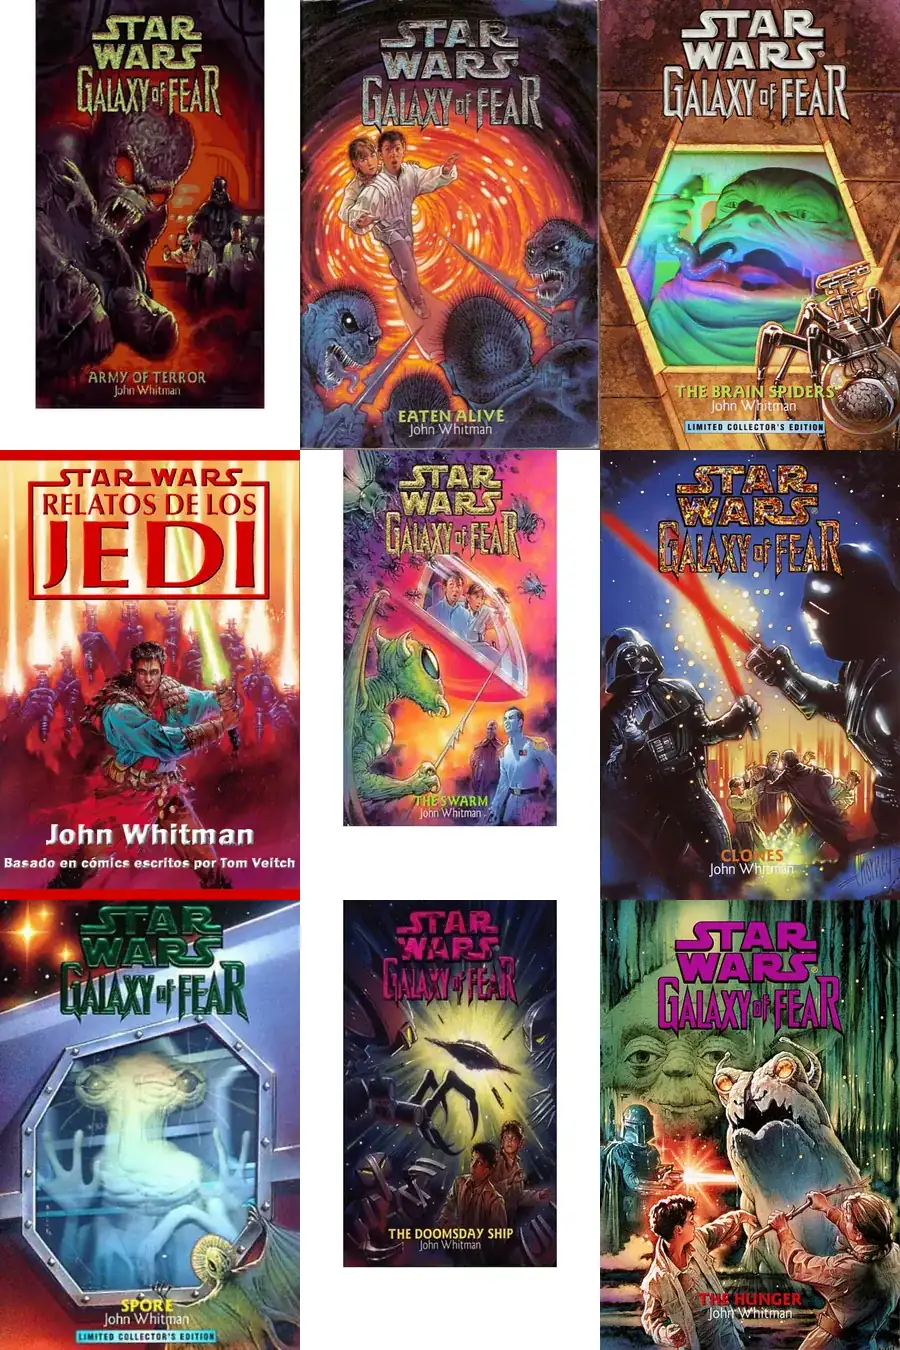 STAR
WARS
GALAXY of FEAR
ARMY OF TERROR
John Whitman
STAR
WARS
GALAXY of FEAR
EATEN ALIVE
John Whitman
STAR
WARS
GALAXY of FEAR
THE BRAIN SPIDERS
John Whitman
LIMITED COLLECTOR'S EDITION
STAR WARS
RELATOS DE LOS
JEDI
John Whitman
Basado en cómics escritos por Tom Veitch
STAR
WARS
GALAXY of FEAR
THE SWARM
John Whitman
STAR
WARS
GALAXY of FEAR
CLONES
John Whitman
STAR
WARS
GALAXY of FEAR
SPORE
John Whitman
LIMITED COLLECTOR'S EDITION
STAR
WARS
GALAXY of FEAR
THE DOOMSDAY SHIP
John Whitman
STAR
WARS®
GALAXY of FEAR
THE HUNGER
John Whitman